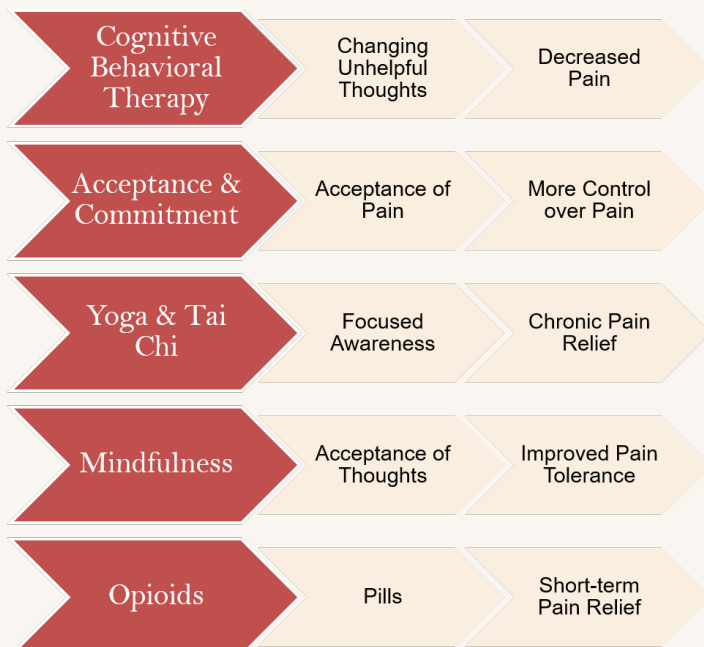 Cognitive
Behavioral
Therapy
Changing
Unhelpful
Thoughts
Decreased
Pain
Acceptance &
Commitment
Acceptance of
Pain
More Control
over Pain
Yoga & Tai
Chi
Focused
Awareness
Chronic Pain
Relief
Mindfulness
Acceptance of
Thoughts
Improved Pain
Tolerance
Opioids
Pills
Short-term
Pain Relief